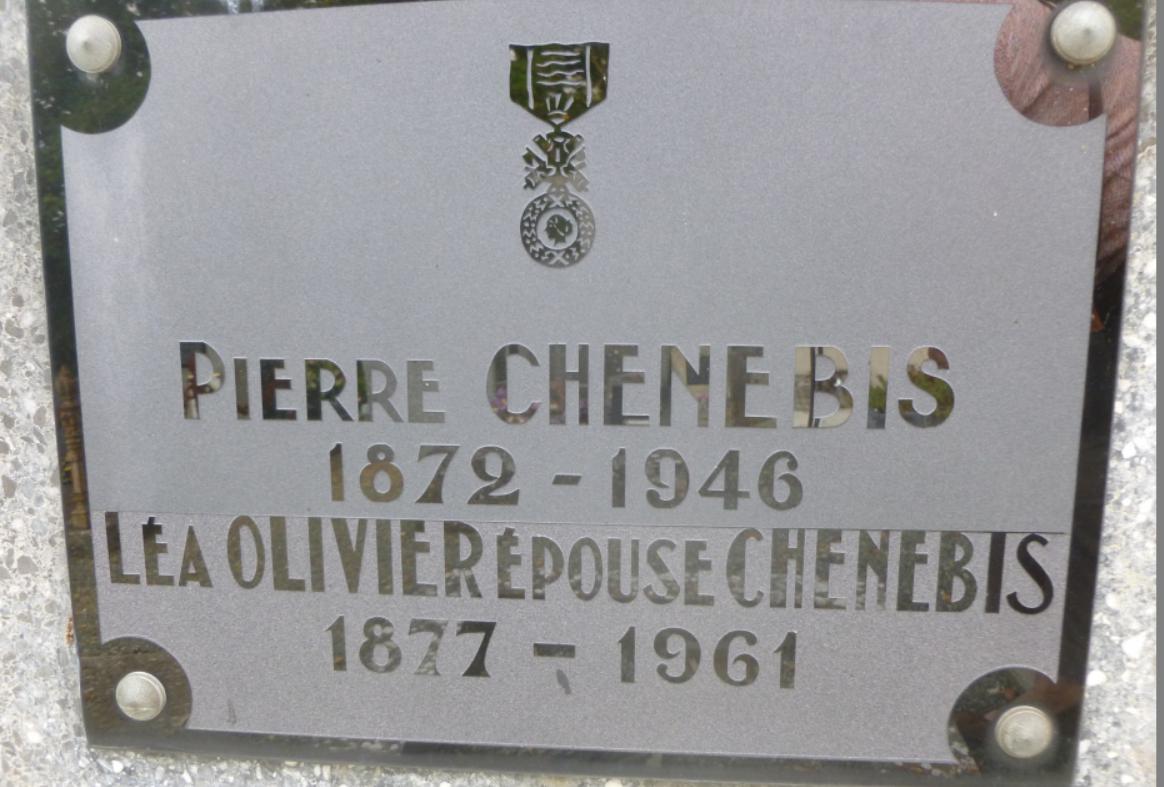 PIERRE CHENEBIS
1872 - 1946
LÉA OLIVIER ÉPOUSE CHENEBIS
1877 - 1961